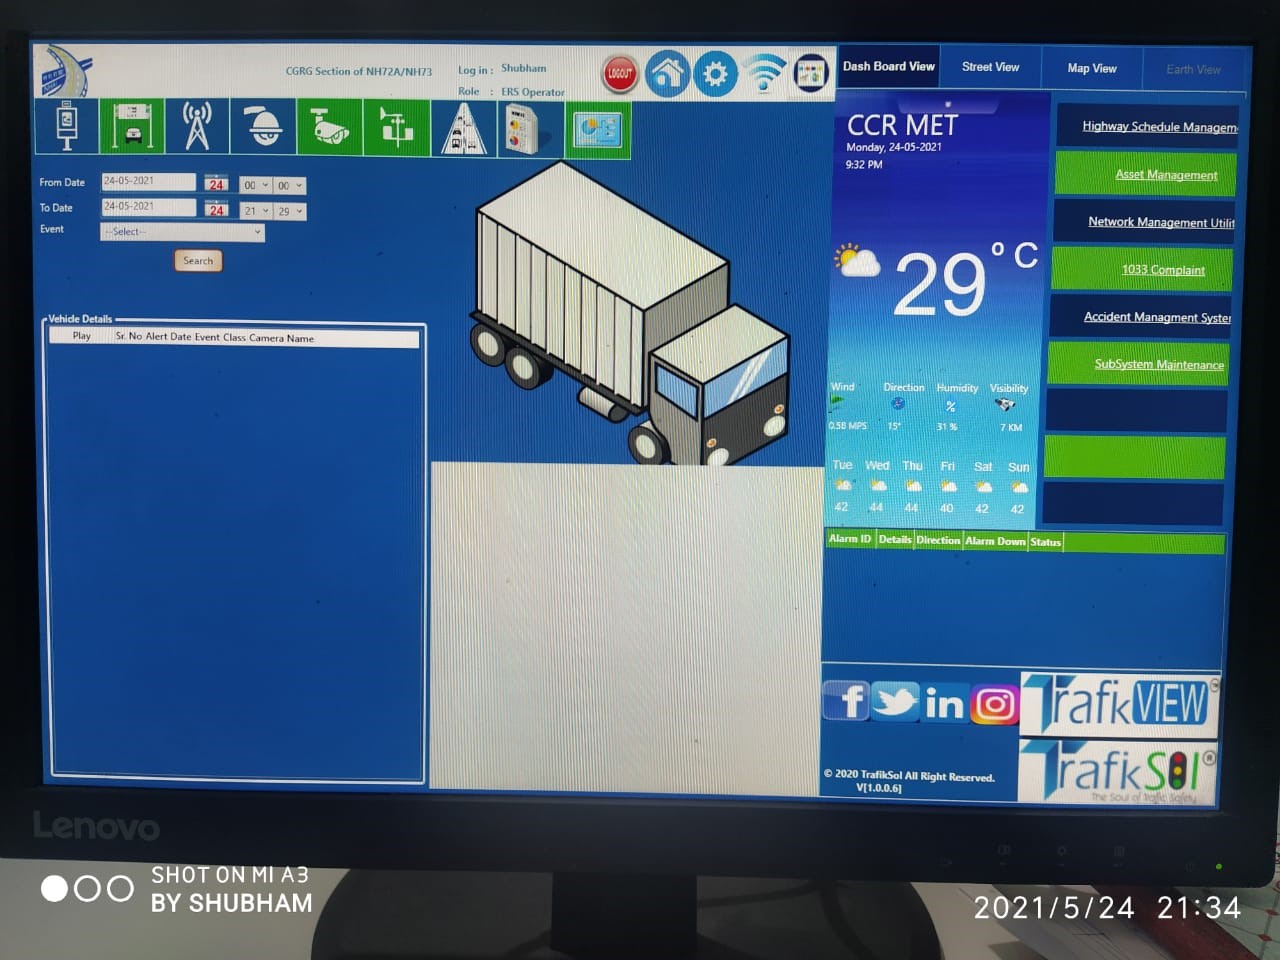 CGRG Section of NH72A/NH73
Log in : Shubham
Role : ERS Operator
LOGOUT
Dash Board View
Street View
Map View
Earth View
From Date 24-05-2021 24 00 00
To Date 24-05-2021 24 21 29
Event --Select--
Search
Vehicle Details
Play Sr. No Alert Date Event Class Camera Name
CCR MET
Monday, 24-05-2021
9:32 PM
29 °C
Wind Direction Humidity Visibility
%
0.58 MPS 15° 31 % 7 KM
Tue Wed Thu Fri Sat Sun
42 44 44 40 42 42
Highway Schedule Managem
Asset Management
Network Management Utilit
1033 Complaint
Accident Managment Syster
SubSystem Maintenance
Alarm ID Details Direction Alarm Down Status
f in
TrafikVIEW
© 2020 TrafikSol All Right Reserved.
V[1.0.0.6]
TrafikSol ®
The Soul of Traffic Safety
Lenovo
SHOT ON MI A3
BY SHUBHAM
2021/5/24 21:34